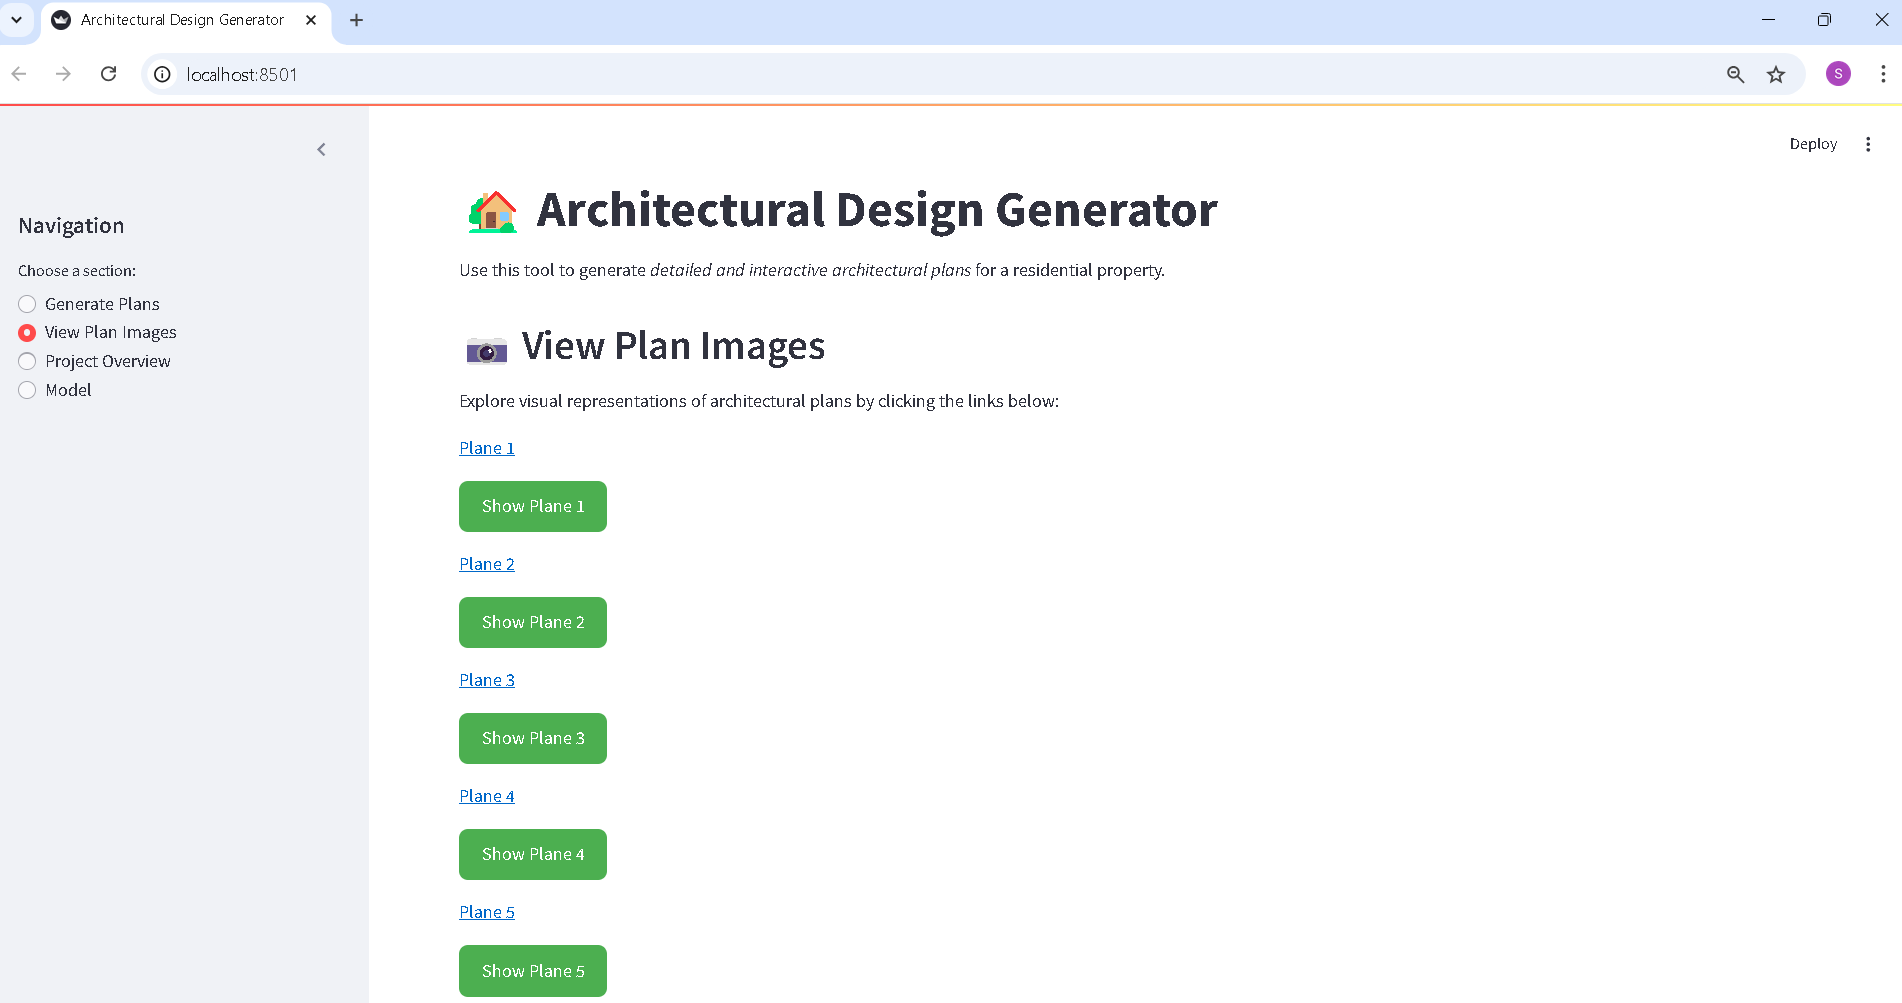 Architectural Design Generator
localhost:8501
S
Deploy
Navigation
Choose a section:
Generate Plans
View Plan Images
Project Overview
Model
Architectural Design Generator
Use this tool to generate detailed and interactive architectural plans for a residential property.
View Plan Images
Explore visual representations of architectural plans by clicking the links below:
Plane 1
Show Plane 1
Plane 2
Show Plane 2
Plane 3
Show Plane 3
Plane 4
Show Plane 4
Plane 5
Show Plane 5